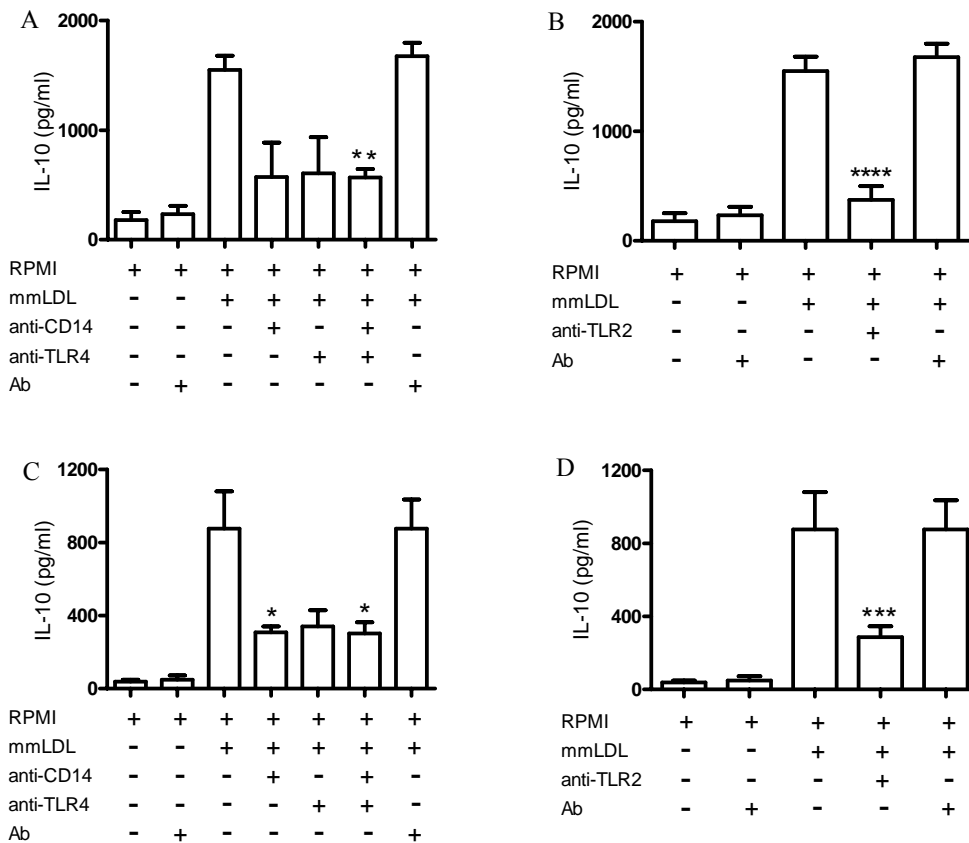 A
2000
1000
0
IL-10 (pg/ml)
* *
RPMI + + + + + + +
mmLDL - - + + + + +
anti-CD14 - - - + - + -
anti-TLR4 - - - - + + -
Ab - + - - - - +
B
2000
1000
0
IL-10 (pg/ml)
****
RPMI + + + + +
mmLDL - - + + +
anti-TLR2 - - - + -
Ab - + - - +
C
1200
800
400
0
IL-10 (pg/ml)
* *
RPMI + + + + + + +
mmLDL - - + + + + +
anti-CD14 - - - + - + -
anti-TLR4 - - - - + + -
Ab - + - - - - +
D
1200
800
400
0
IL-10 (pg/ml)
***
RPMI + + + + +
mmLDL - - + + +
anti-TLR2 - - - + -
Ab - + - - +